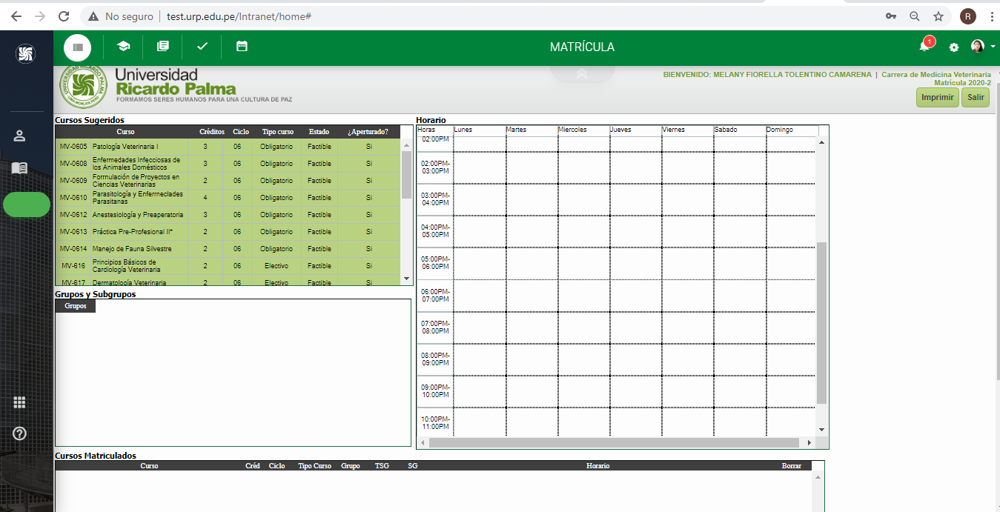 No seguro | test.urp.edu.pe/Intranet/home#
R
MATRÍCULA
1
Universidad
Ricardo Palma
FORMAMOS SERES HUMANOS PARA UNA CULTURA DE PAZ
BIENVENIDO: MELANY FIORELLA TOLENTINO CAMARENA | Carrera de Medicina Veterinaria
Matrícula 2020-2
Imprimir Salir
Cursos Sugeridos
Curso Créditos Ciclo Tipo curso Estado ¿Aperturado?
MV-0605 Patología Veterinaria I 3 06 Obligatorio Factible Si
MV-0608 Enfermedades Infecciosas de los Animales Domésticos 3 06 Obligatorio Factible Si
MV-0609 Formulación de Proyectos en Ciencias Veterinarias 2 06 Obligatorio Factible Si
MV-0610 Parasitología y Enfermeclades Parasitanas 4 06 Obligatorio Factible Si
MV-0612 Anestesiología y Preaperatoria 3 06 Obligatorio Factible Si
MV-0613 Práctica Pre-Profesional II* 2 06 Obligatorio Factible Si
MV-0614 Manejo de Fauna Silvestre 2 06 Obligatorio Factible Si
MV-616 Principios Básicos de Cardiología Veterinaria 2 06 Electivo Factible Si
MV-617 Dermatología Veterinaria 2 06 Electivo Factible Si
Horario
Horas Lunes Martes Miercoles Jueves Viernes Sabado Domingo
02:00PM
02:00PM-
03:00PM
03:00PM-
04:00PM
04:00PM-
05:00PM
05:00PM-
06:00PM
06:00PM-
07:00PM
07:00PM-
08:00PM
08:00PM-
09:00PM
09:00PM-
10:00PM
10:00PM-
11:00PM
Grupos y Subgrupos
Grupos
Cursos Matriculados
Curso Créd Ciclo Tipo Curso Grupo TSG SG Horario Borrar